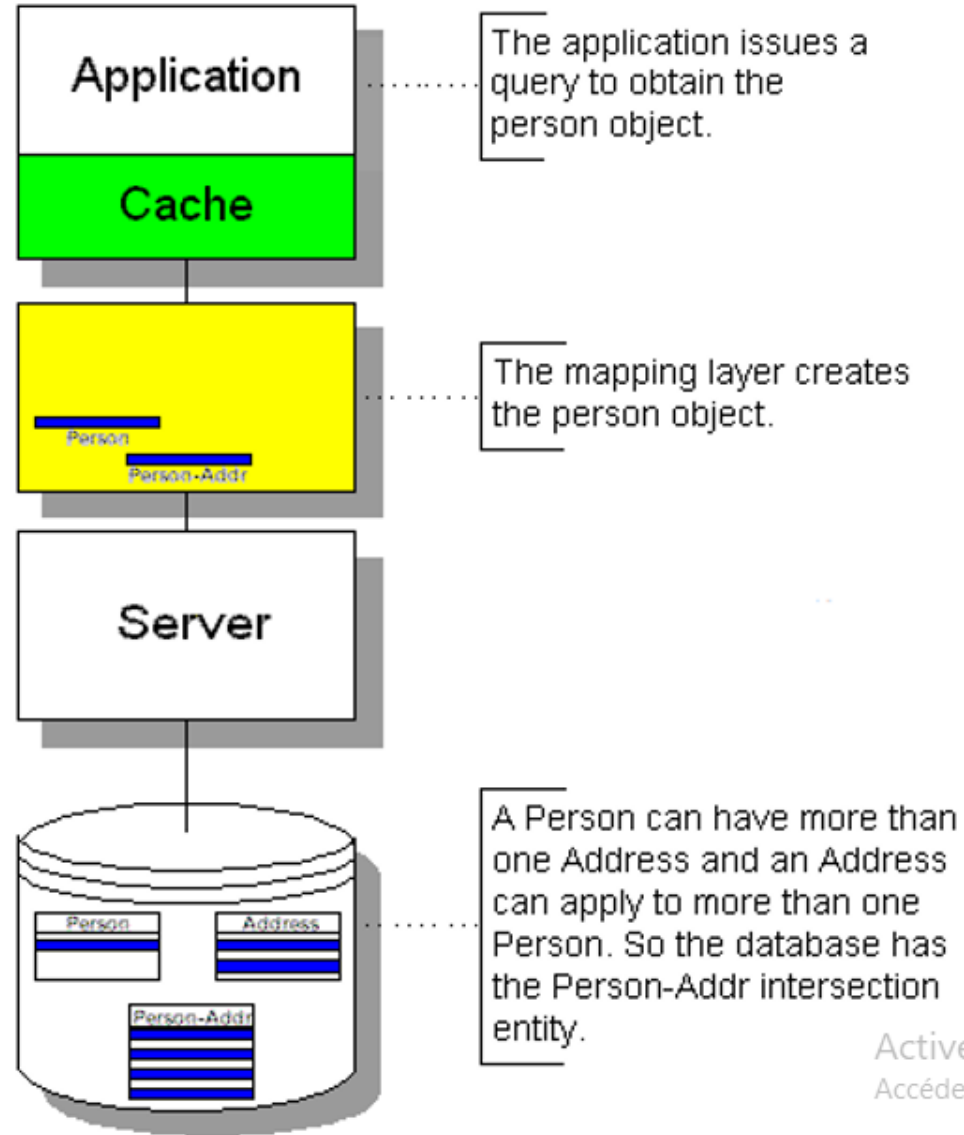 Application
Cache
The application issues a
query to obtain the
person object.
Person
Person-Addr
The mapping layer creates
the person object.
Server
Person
Address
Person-Addr
A Person can have more than
one Address and an Address
can apply to more than one
Person. So the database has
the Person-Addr intersection
entity.
Active
Accéde